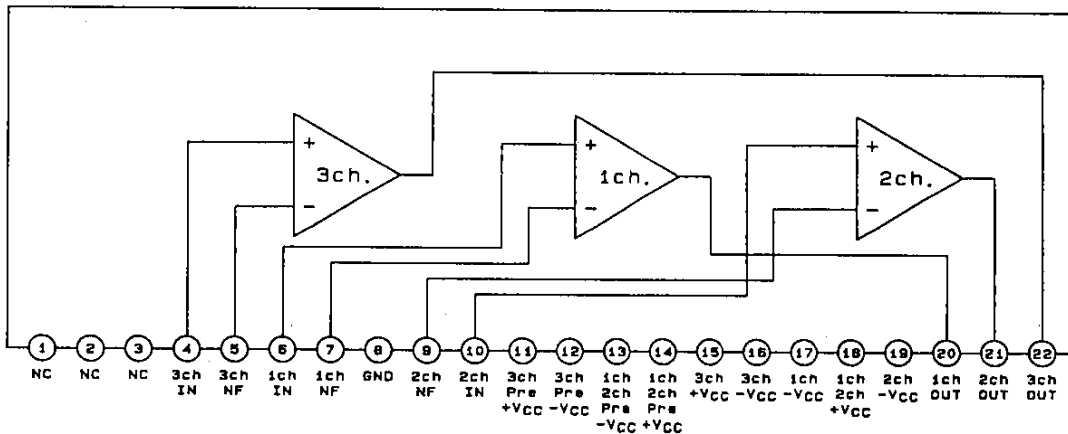 +
3ch.
−
+
1ch.
−
+
2ch.
−
1 2 3 4 5 6 7 8 9 10 11 12 13 14 15 16 17 18 19 20 21 22
NC
NC
NC
3ch
IN
3ch
NF
1ch
IN
1ch
NF
GND
2ch
NF
2ch
IN
3ch
Pre
+VCC
3ch
Pre
-VCC
1ch
2ch
Pre
-VCC
1ch
2ch
Pre
+VCC
3ch
+VCC
3ch
-VCC
1ch
-VCC
1ch
2ch
+VCC
2ch
-VCC
1ch
OUT
2ch
OUT
3ch
OUT